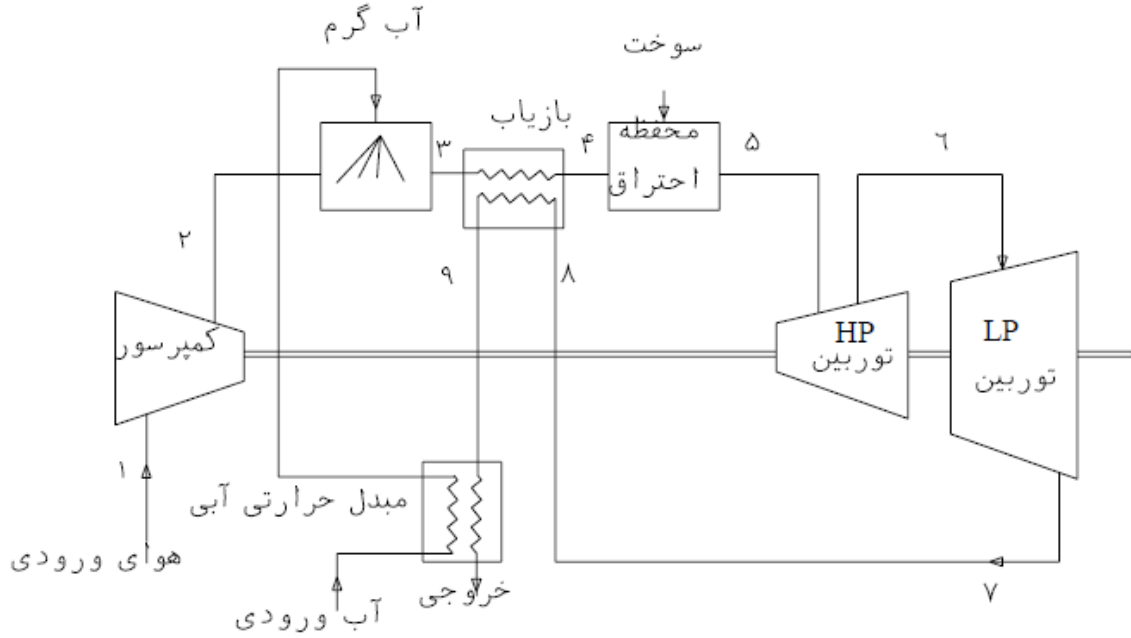 آب گرم
سوخت
بازیاب
محفظه
احتراق
۳
۴
۵
۶
۲
۹
۸
کمپرسور
HP
توربین
LP
توربین
۱
مبدل حرارتی آبی
هوای ورودی
آب ورودی
خروجی
۷